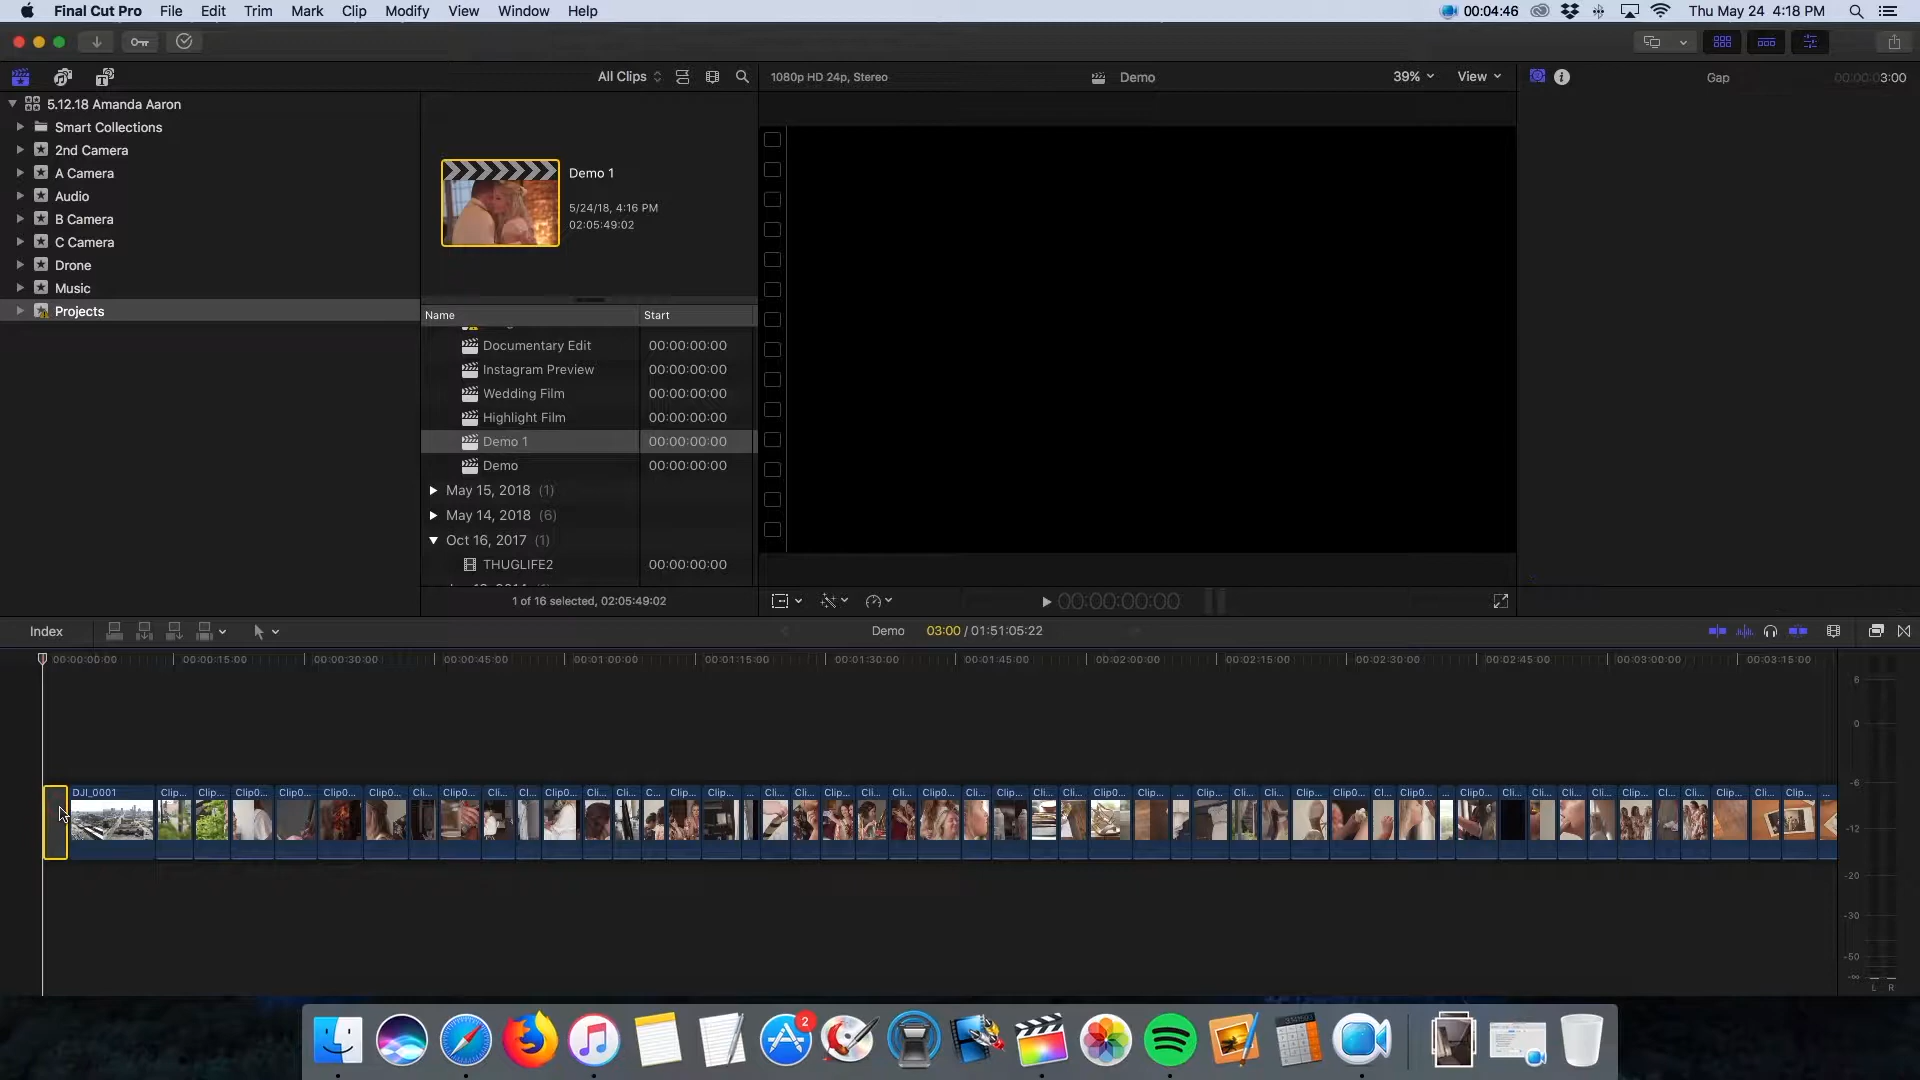 Final Cut Pro File Edit Trim Mark Clip Modify View Window Help 00:04:46 Thu May 24 4:18 PM
All Clips 1080p HD 24p, Stereo Demo 39% View Gap 00:00:03:00
5.12.18 Amanda Aaron
Smart Collections
2nd Camera
A Camera
Audio
B Camera
C Camera
Drone
Music
Projects
Demo 1
5/24/18, 4:16 PM
02:05:49:02
Name Start
Documentary Edit 00:00:00:00
Instagram Preview 00:00:00:00
Wedding Film 00:00:00:00
Highlight Film 00:00:00:00
Demo 1 00:00:00:00
Demo 00:00:00:00
May 15, 2018 (1)
May 14, 2018 (6)
Oct 16, 2017 (1)
THUGLIFE2 00:00:00:00
1 of 16 selected, 02:05:49:02
00:00:00:00
Index Demo 03:00 / 01:51:05:22
00:00:00:00 00:00:15:00 00:00:30:00 00:00:45:00 00:01:00:00 00:01:15:00 00:01:30:00 00:01:45:00 00:02:00:00 00:02:15:00 00:02:30:00 00:02:45:00 00:03:00:00 00:03:15:00
6
0
-6
-12
-20
-30
-50
-∞
L R
DJI_0001 Clip... Clip... Clip0... Clip0... Clip0... Clip0... Cli... Clip0...
2